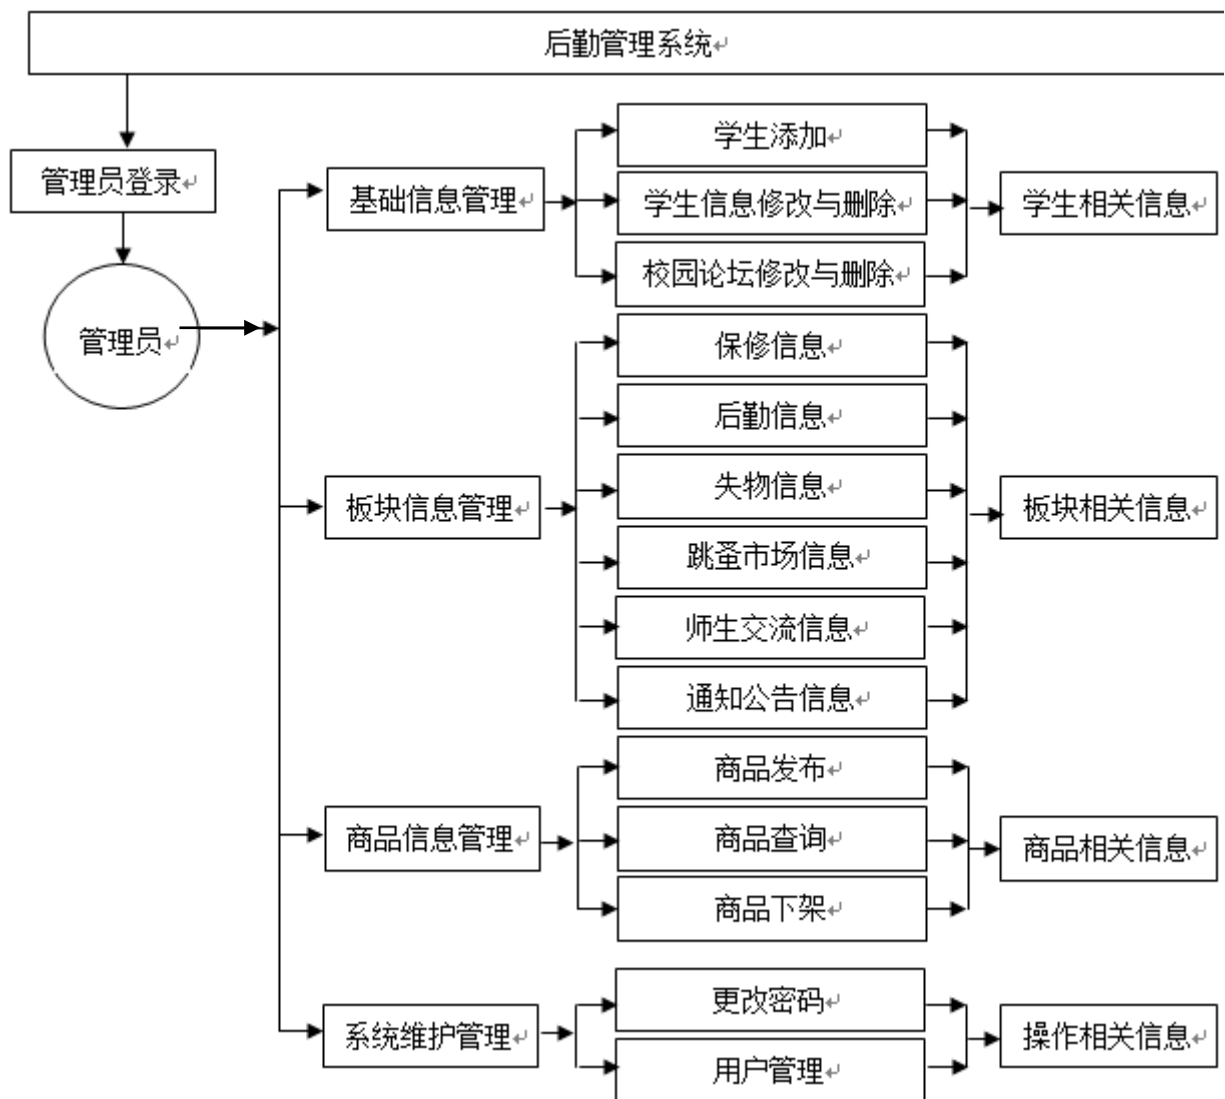 后勤管理系统
管理员登录
管理员
基础信息管理
学生添加
学生信息修改与删除
校园论坛修改与删除
学生相关信息
板块信息管理
保修信息
后勤信息
失物信息
跳蚤市场信息
师生交流信息
通知公告信息
板块相关信息
商品信息管理
商品发布
商品查询
商品下架
商品相关信息
系统维护管理
更改密码
用户管理
操作相关信息